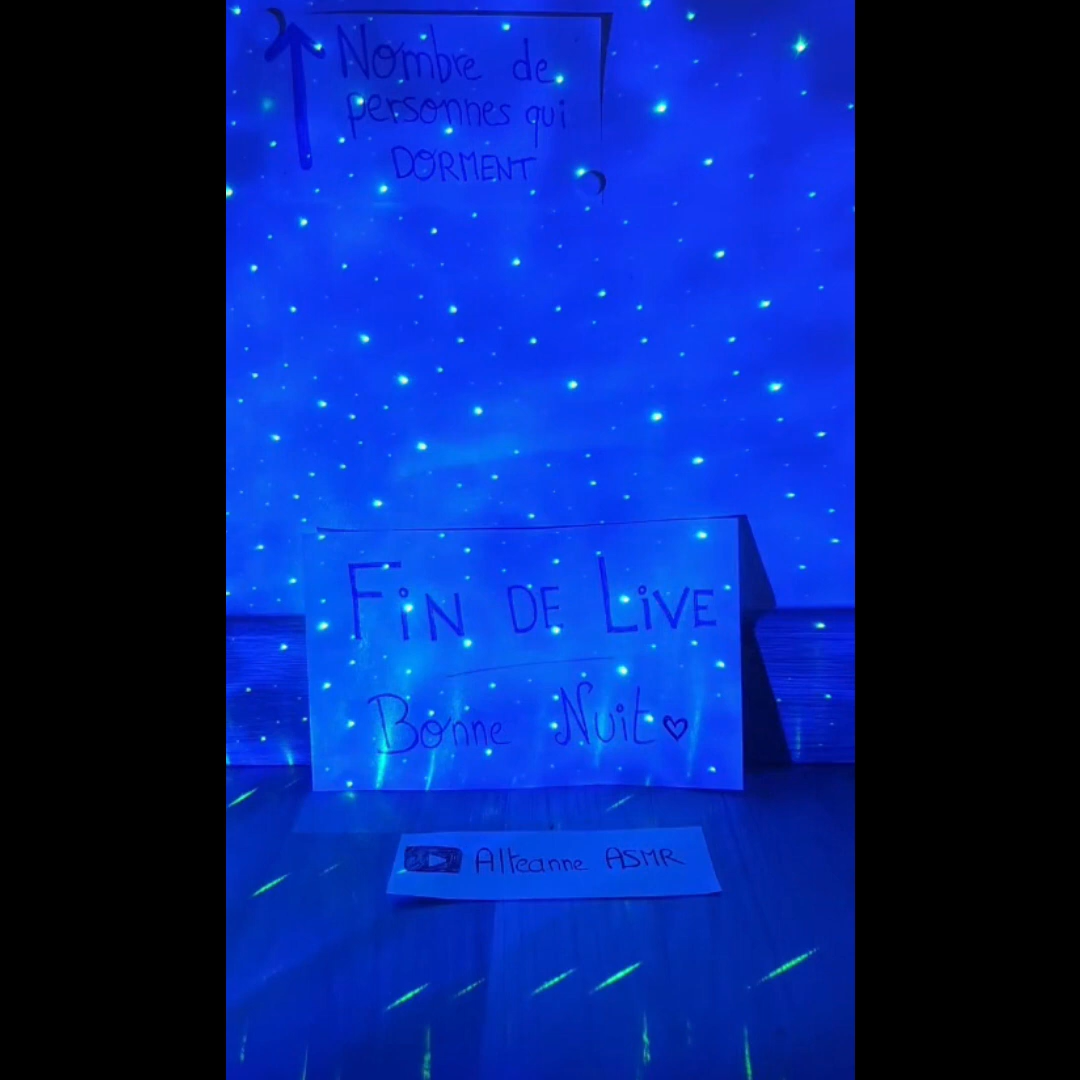 Nombre de
personnes qui
DORMENT
FiN DE LiVE
Bonne Nuit
Alteanne ASMR